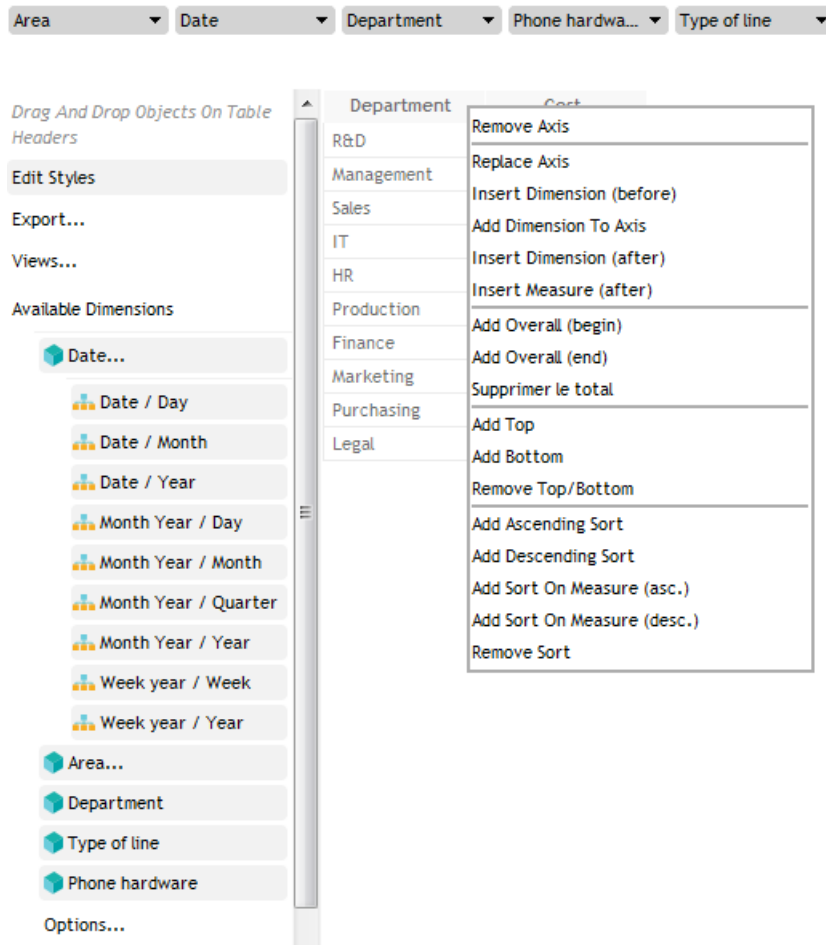 Area
Date
Department
Phone hardwa...
Type of line
Drag And Drop Objects On Table
Headers
Edit Styles
Export...
Views...
Available Dimensions
Date...
Date / Day
Date / Month
Date / Year
Month Year / Day
Month Year / Month
Month Year / Quarter
Month Year / Year
Week year / Week
Week year / Year
Area...
Department
Type of line
Phone hardware
Options...
Department
Cost
R&D
Management
Sales
IT
HR
Production
Finance
Marketing
Purchasing
Legal
Remove Axis
Replace Axis
Insert Dimension (before)
Add Dimension To Axis
Insert Dimension (after)
Insert Measure (after)
Add Overall (begin)
Add Overall (end)
Supprimer le total
Add Top
Add Bottom
Remove Top/Bottom
Add Ascending Sort
Add Descending Sort
Add Sort On Measure (asc.)
Add Sort On Measure (desc.)
Remove Sort